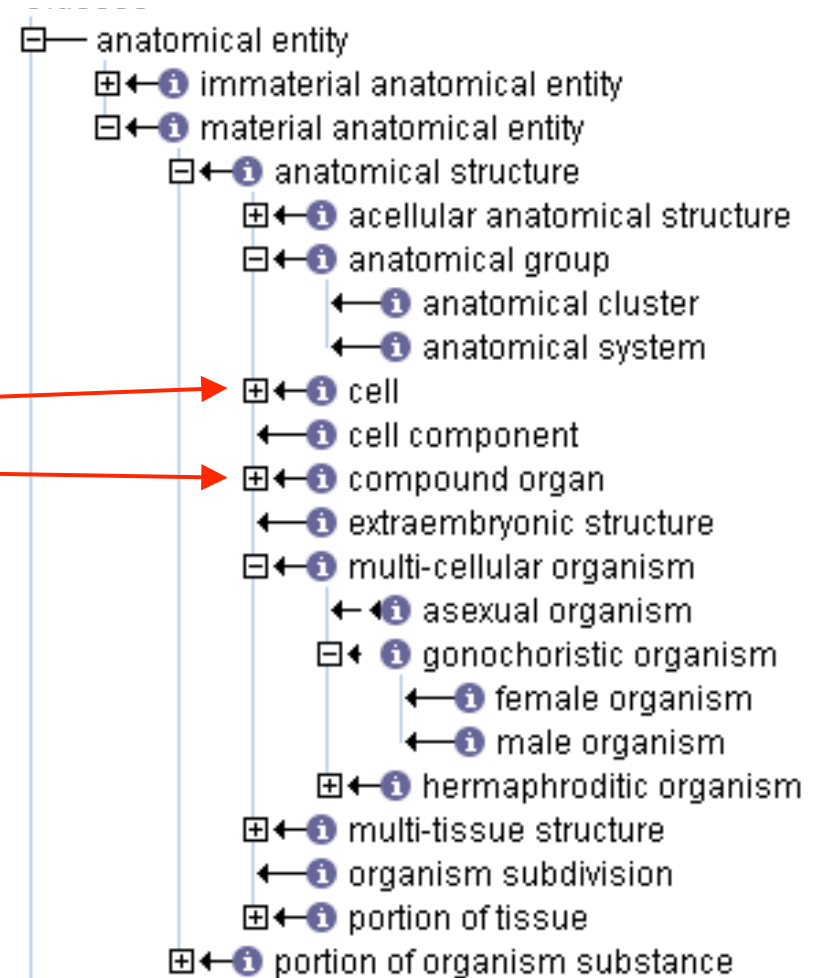 anatomical entity
immaterial anatomical entity
material anatomical entity
anatomical structure
acellular anatomical structure
anatomical group
anatomical cluster
anatomical system
cell
cell component
compound organ
extraembryonic structure
multi-cellular organism
asexual organism
gonochoristic organism
female organism
male organism
hermaphroditic organism
multi-tissue structure
organism subdivision
portion of tissue
portion of organism substance